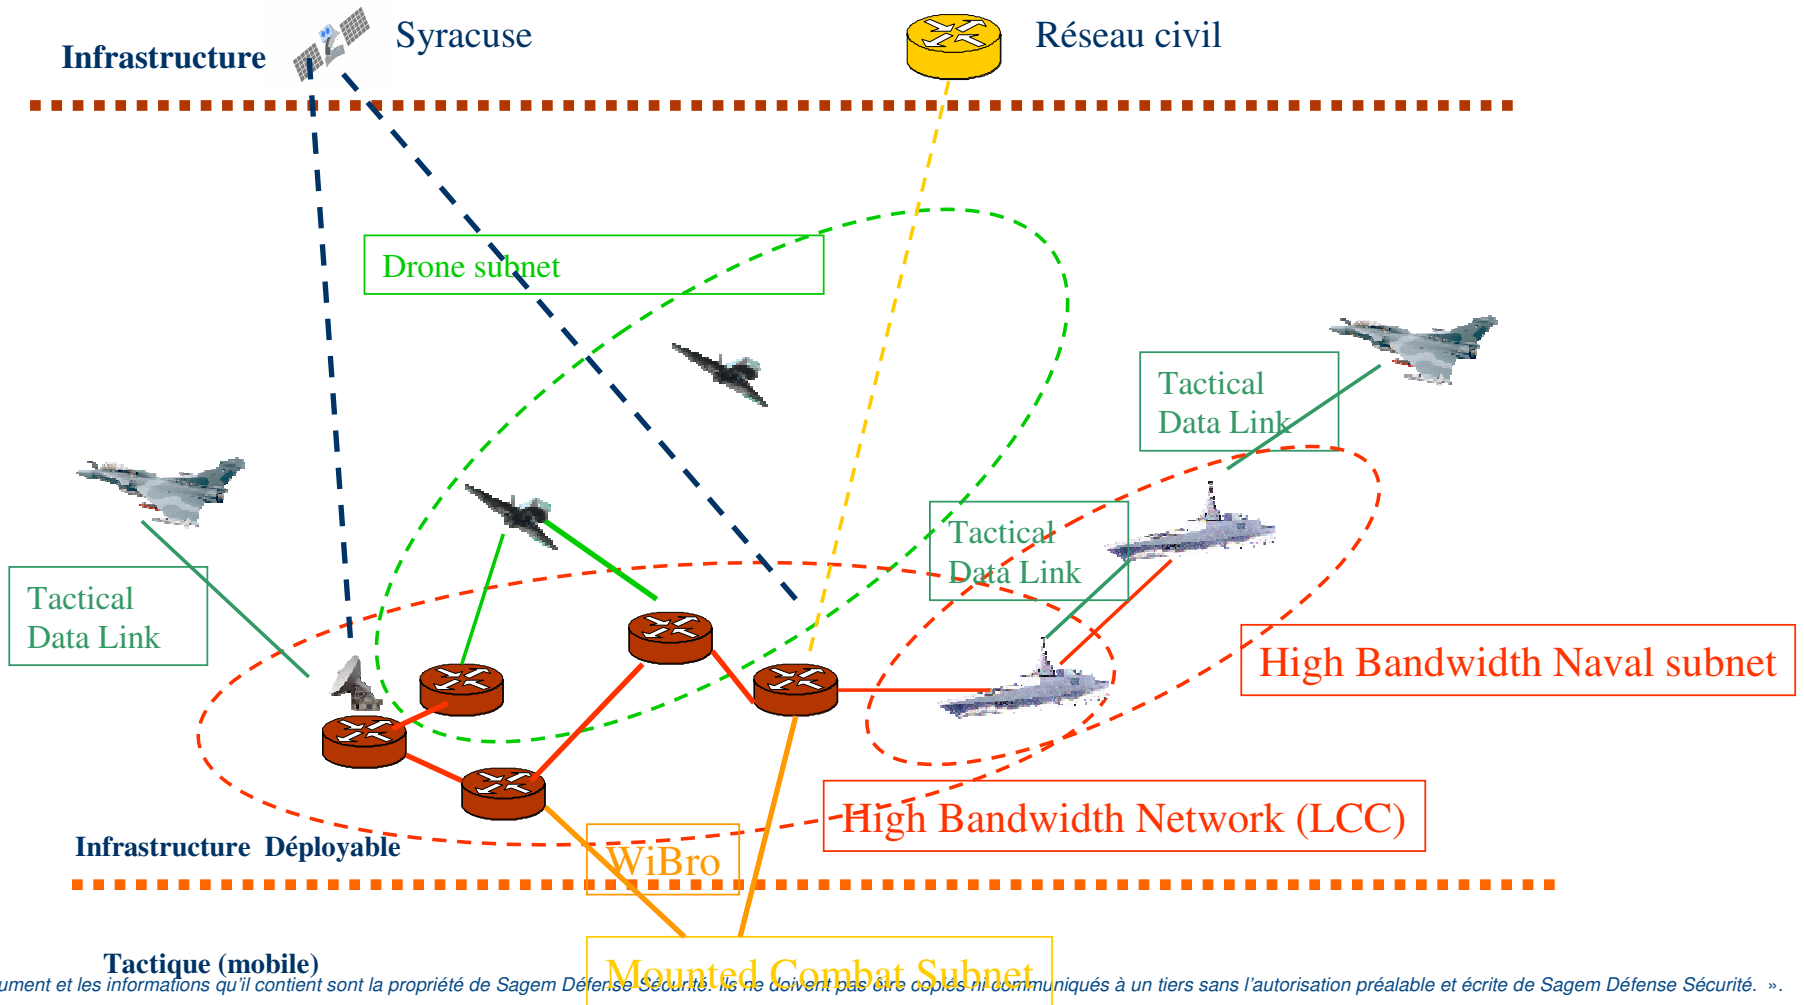 Syracuse
Réseau civil
Infrastructure
Drone subnet
Tactical
Data Link
Tactical
Data Link
Tactical
Data Link
High Bandwidth Naval subnet
High Bandwidth Network (LCC)
Infrastructure Déployable
WiBro
Tactique (mobile)
Mounted Combat Subnet
et les informations qu'il contient sont la propriété de Sagem Défense Sécurité. Ils ne doivent pas être copiés ni communiqués à un tiers sans l'autorisation préalable et écrite de Sagem Défense Sécurité. ».